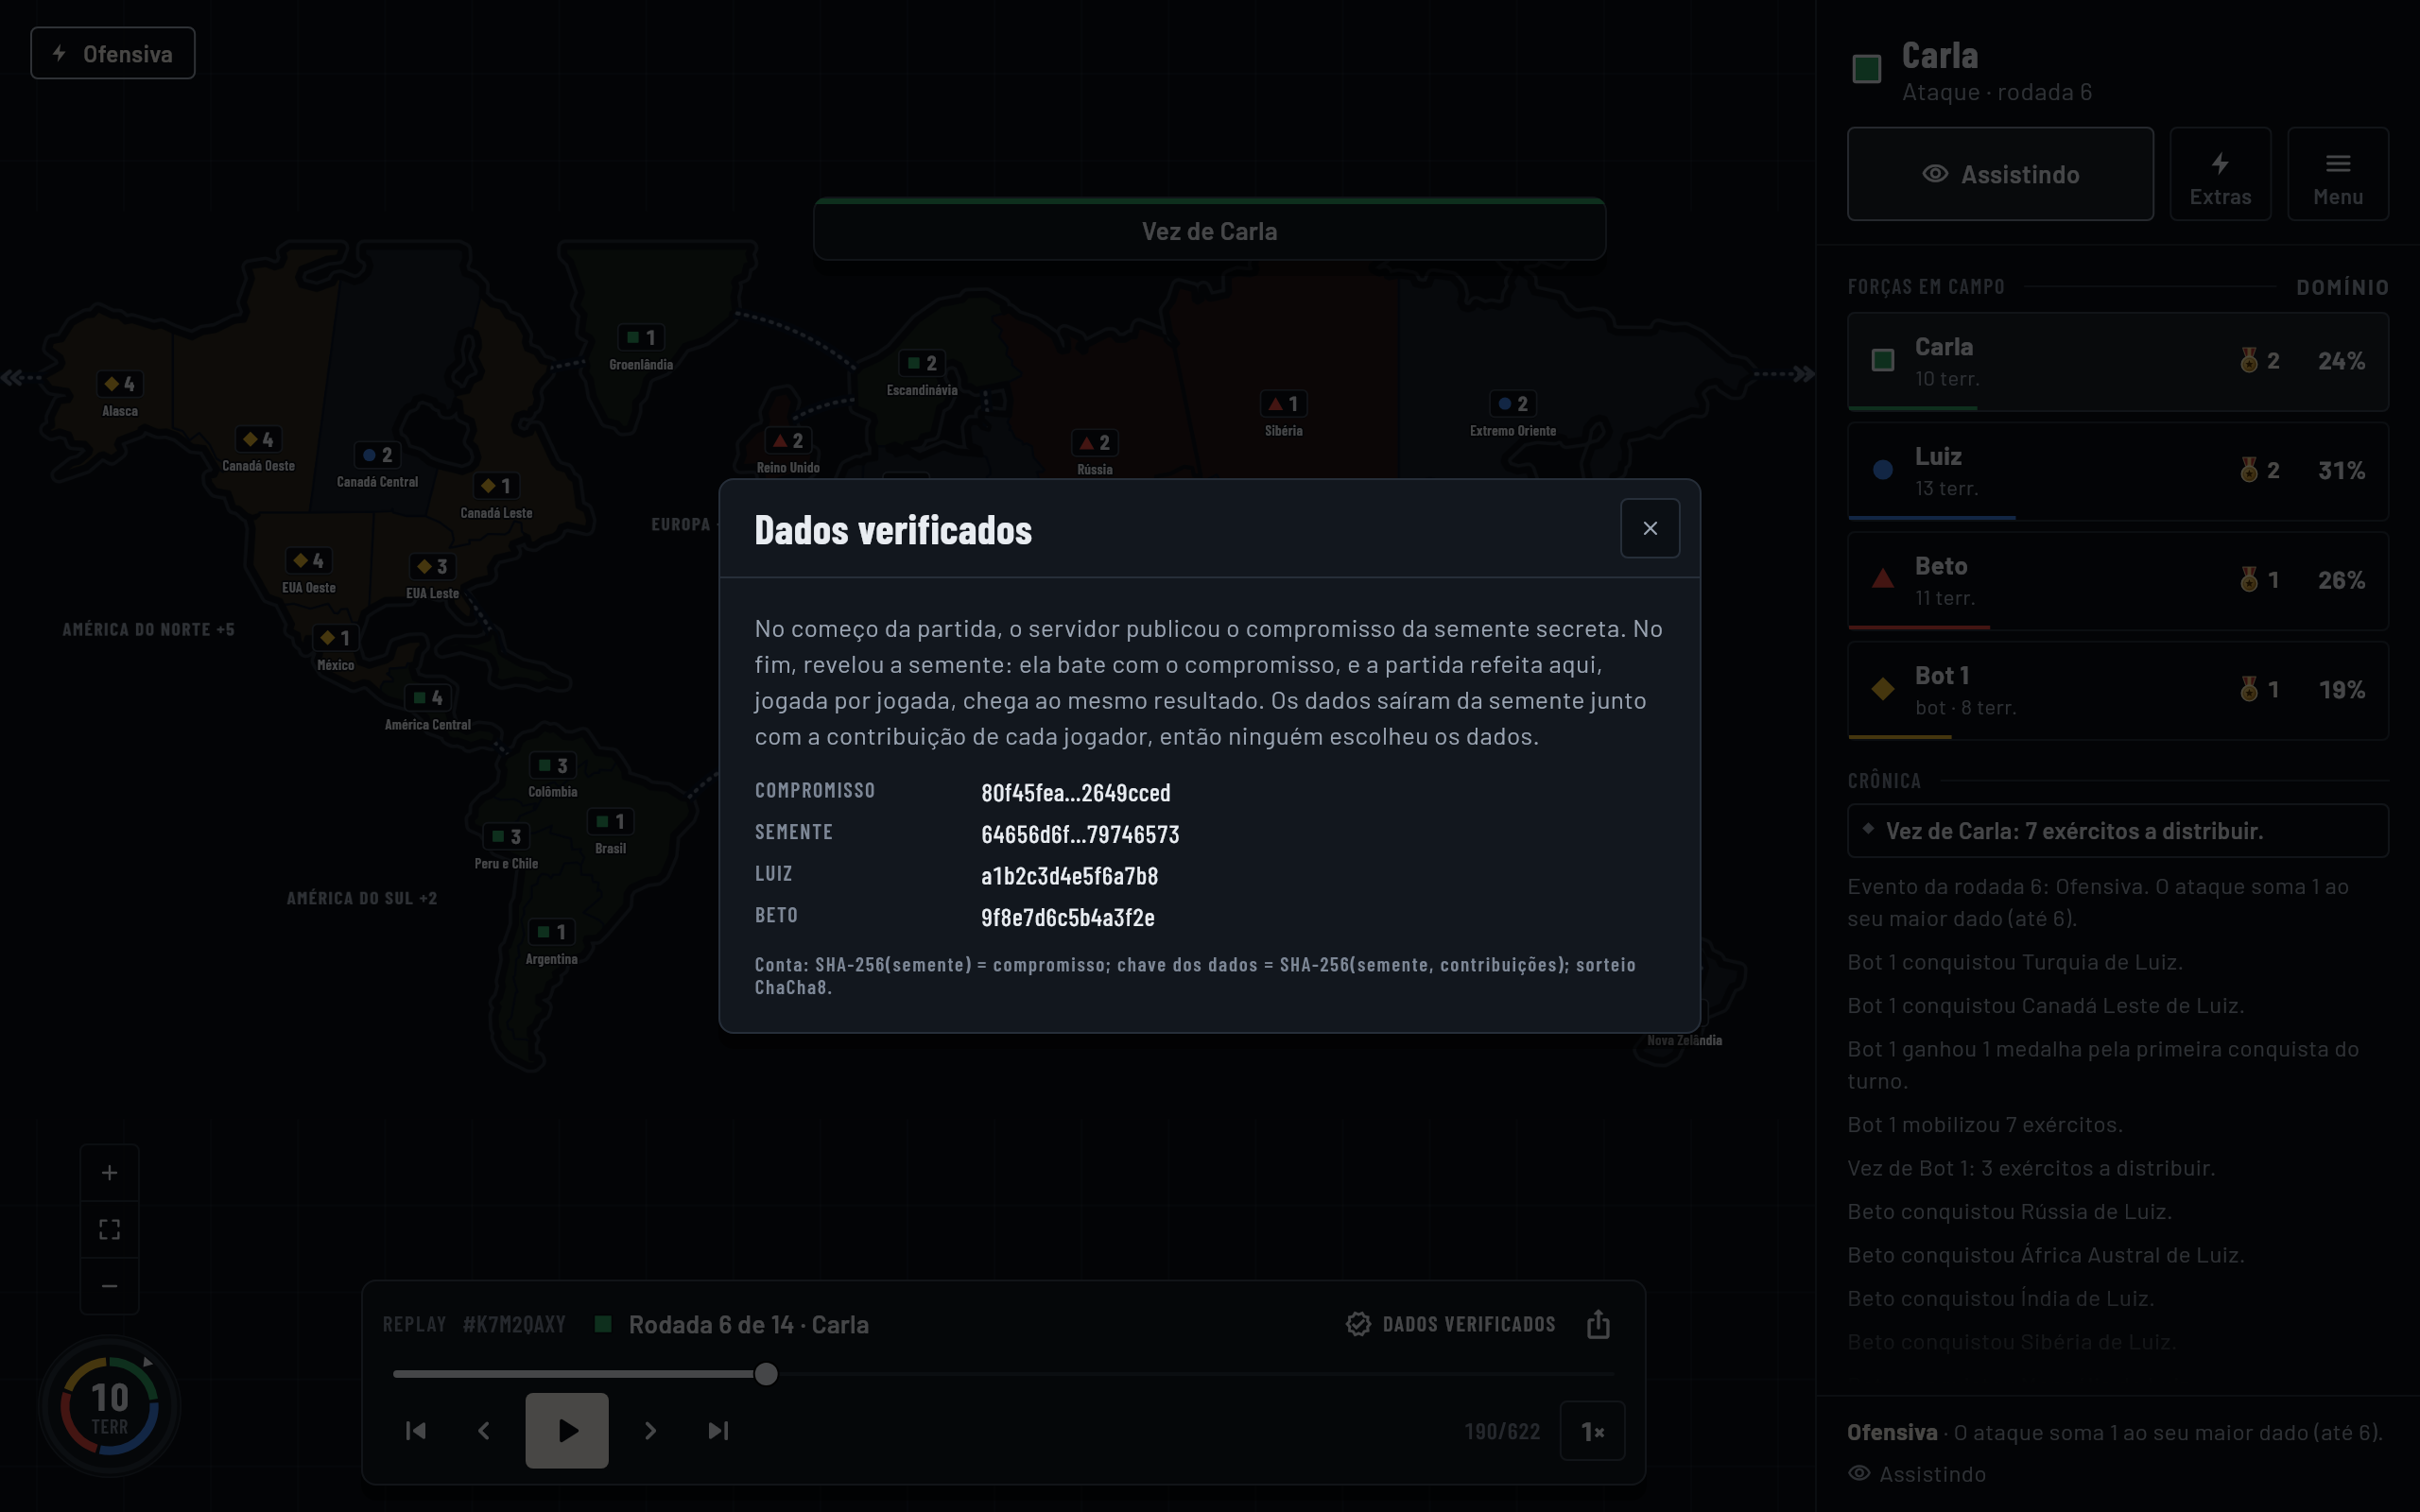 Ofensiva
Vez de Carla
4
Alasca
4
Canadá Oeste
2
Canadá Central
1
Canadá Leste
4
EUA Oeste
3
EUA Leste
1
México
4
América Central
1
Groenlândia
2
Escandinávia
2
Reino Unido
2
Rússia
1
Sibéria
2
Extremo Oriente
EUROPA
AMÉRICA DO NORTE +5
3
Colômbia
1
Brasil
3
Peru e Chile
AMÉRICA DO SUL +2
1
Argentina
Nova Zelândia
Dados verificados
No começo da partida, o servidor publicou o compromisso da semente secreta. No
fim, revelou a semente: ela bate com o compromisso, e a partida refeita aqui,
jogada por jogada, chega ao mesmo resultado. Os dados saíram da semente junto
com a contribuição de cada jogador, então ninguém escolheu os dados.
COMPROMISSO 80f45fea...2649cced
SEMENTE 64656d6f...79746573
LUIZ a1b2c3d4e5f6a7b8
BETO 9f8e7d6c5b4a3f2e
Conta: SHA-256(semente) = compromisso; chave dos dados = SHA-256(semente, contribuições); sorteio
ChaCha8.
10
TERR
REPLAY #K7M2QAXY Rodada 6 de 14 · Carla DADOS VERIFICADOS
190/622 1×
Carla
Ataque · rodada 6
Assistindo
Extras
Menu
FORÇAS EM CAMPO DOMÍNIO
Carla
10 terr.
2 24%
Luiz
13 terr.
2 31%
Beto
11 terr.
1 26%
Bot 1
bot · 8 terr.
1 19%
CRÔNICA
Vez de Carla: 7 exércitos a distribuir.
Evento da rodada 6: Ofensiva. O ataque soma 1 ao
seu maior dado (até 6).
Bot 1 conquistou Turquia de Luiz.
Bot 1 conquistou Canadá Leste de Luiz.
Bot 1 ganhou 1 medalha pela primeira conquista do
turno.
Bot 1 mobilizou 7 exércitos.
Vez de Bot 1: 3 exércitos a distribuir.
Beto conquistou Rússia de Luiz.
Beto conquistou África Austral de Luiz.
Beto conquistou Índia de Luiz.
Beto conquistou Sibéria de Luiz.
Ofensiva · O ataque soma 1 ao seu maior dado (até 6).
Assistindo